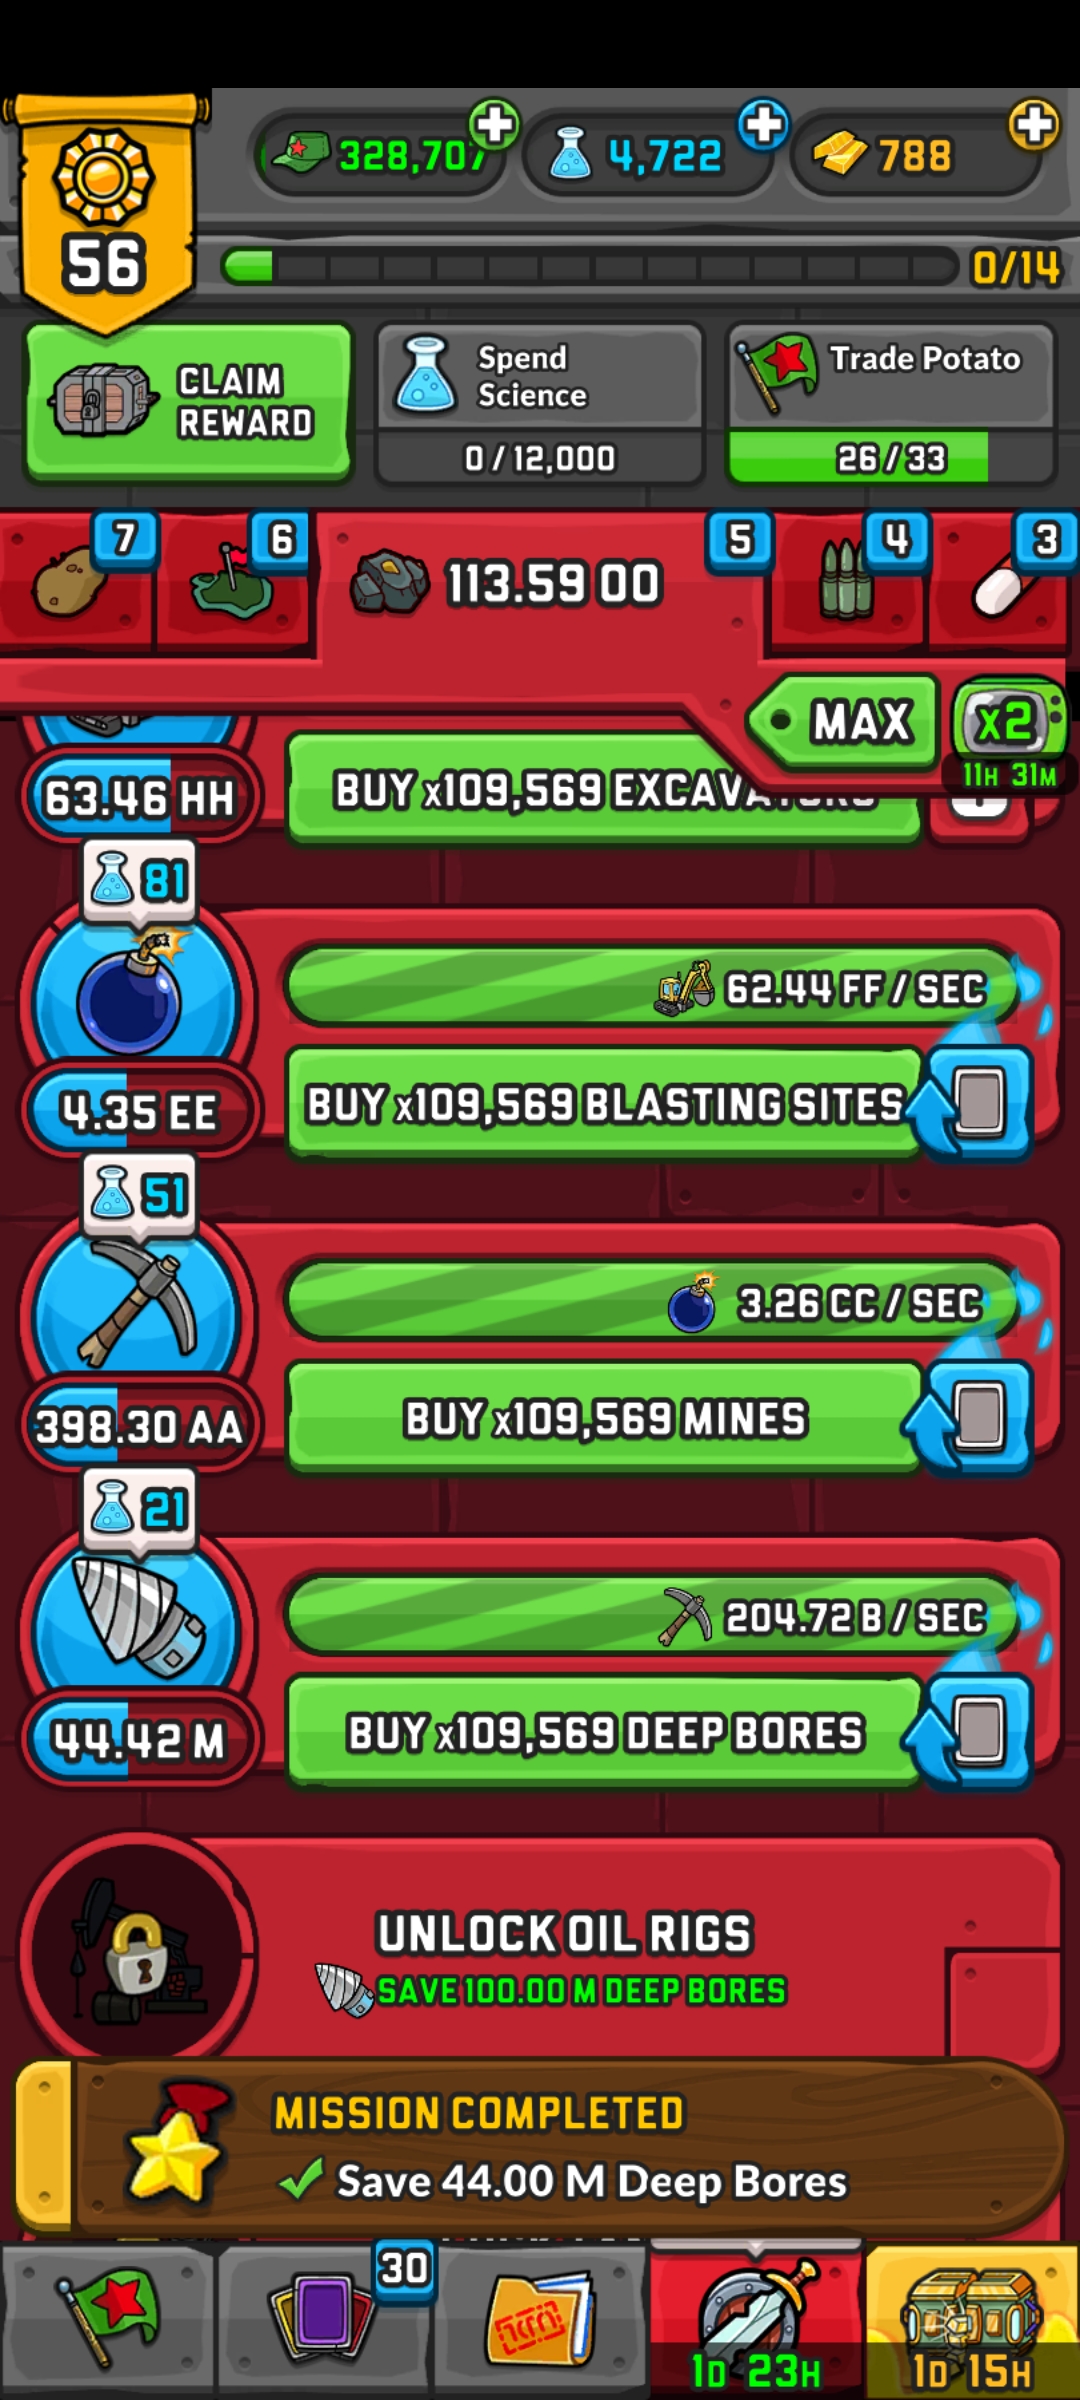 328,707
4,722
788
56
0/14
CLAIM
REWARD
Spend
Science
0 / 12,000
Trade Potato
26 / 33
7
6
113.59 OO
5
4
3
MAX
x2
11H 31M
63.46 HH
BUY x109,569 EXCAVATORS
81
62.44 FF / SEC
4.35 EE
BUY x109,569 BLASTING SITES
51
3.26 CC / SEC
398.30 AA
BUY x109,569 MINES
21
204.72 B / SEC
44.42 M
BUY x109,569 DEEP BORES
UNLOCK OIL RIGS
SAVE 100.00 M DEEP BORES
MISSION COMPLETED
Save 44.00 M Deep Bores
30
1D 23H
1D 15H